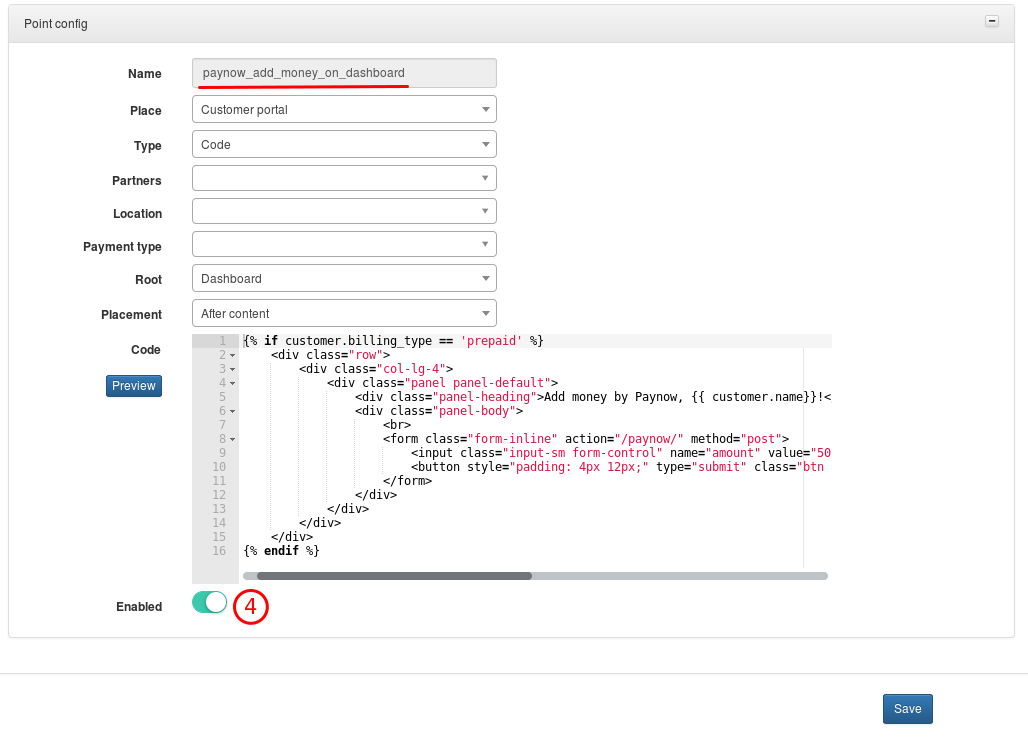 Point config
Name paynow_add_money_on_dashboard
Place Customer portal
Type Code
Partners
Location
Payment type
Root Dashboard
Placement After content
Code
Preview
1 {% if customer.billing_type == 'prepaid' %}
2 <div class="row">
3 <div class="col-lg-4">
4 <div class="panel panel-default">
5 <div class="panel-heading">Add money by Paynow, {{ customer.name}}!<
6 <div class="panel-body">
7 <br>
8 <form class="form-inline" action="/paynow/" method="post">
9 <input class="input-sm form-control" name="amount" value="50
10 <button style="padding: 4px 12px;" type="submit" class="btn
11 </form>
12 </div>
13 </div>
14 </div>
15 </div>
16 {% endif %}
Enabled 4
Save